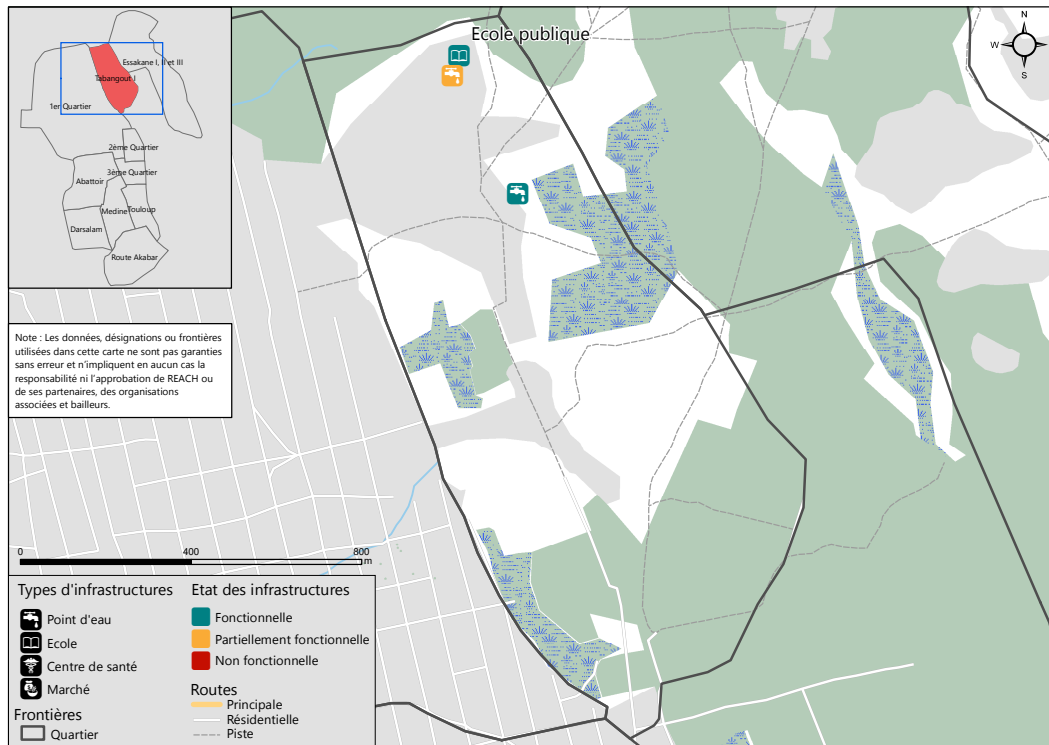 Ecole publique
N
W
E
S
Essakane I, II et III
Tabangout I
1er Quartier
2ème Quartier
3ème Quartier
Abattoir
Medine
Touloup
Darsalam
Route Akabar
Note : Les données, désignations ou frontières
utilisées dans cette carte ne sont pas garanties
sans erreur et n'impliquent en aucun cas la
responsabilité ni l'approbation de REACH ou
de ses partenaires, des organisations
associées et bailleurs.
0 400 800
m
Types d'infrastructures
Point d'eau
Ecole
Centre de santé
Marché
Frontières
Quartier
Etat des infrastructures
Fonctionnelle
Partiellement fonctionnelle
Non fonctionnelle
Routes
Principale
Résidentielle
Piste